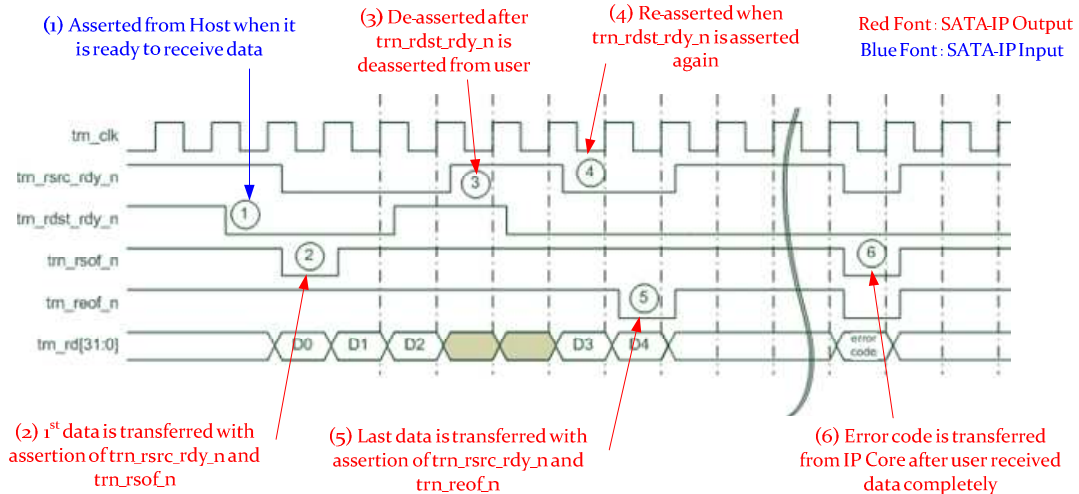 (1) Asserted from Host when it
is ready to receive data
(3) De-asserted after
trn_rdst_rdy_n is
deasserted from user
(4) Re-asserted when
trn_rdst_rdy_n is asserted
again
Red Font : SATA-IP Output
Blue Font : SATA-IP Input
trn_clk
trn_rsrc_rdy_n
3
4
trn_rdst_rdy_n
1
trn_rsof_n
2
6
trn_reof_n
5
trn_rd[31:0]
D0
D1
D2
D3
D4
error
code
(2) 1st data is transferred with
assertion of trn_rsrc_rdy_n and
trn_rsof_n
(5) Last data is transferred with
assertion of trn_rsrc_rdy_n and
trn_reof_n
(6) Error code is transferred
from IP Core after user received
data completely